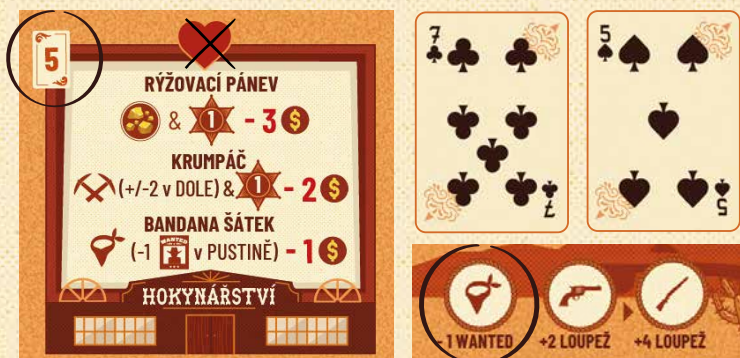 5
RÝŽOVACÍ PÁNEV
& 1 - 3 $
KRUMPÁČ
(+/-2 v DOLE) & 1 - 2 $
BANDANA ŠÁTEK
(-1 WANTED v PUSTINĚ) - 1 $
HOKYNÁŘSTVÍ
7
7
5
5
- 1 WANTED
+2 LOUPEŽ
+4 LOUPEŽ